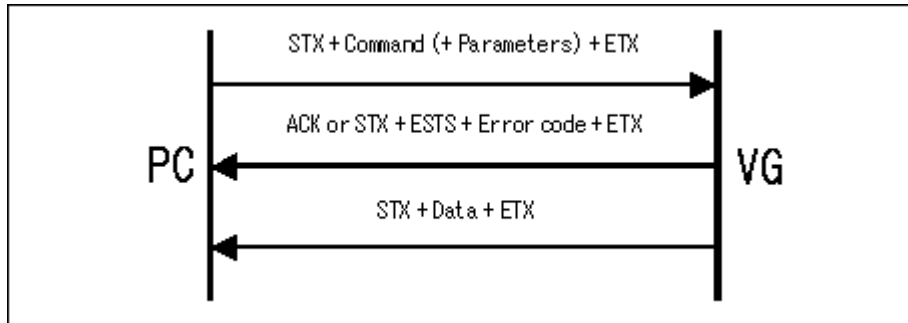 STX + Command (+ Parameters) + ETX
ACK or STX + ESTS + Error code + ETX
PC
VG
STX + Data + ETX